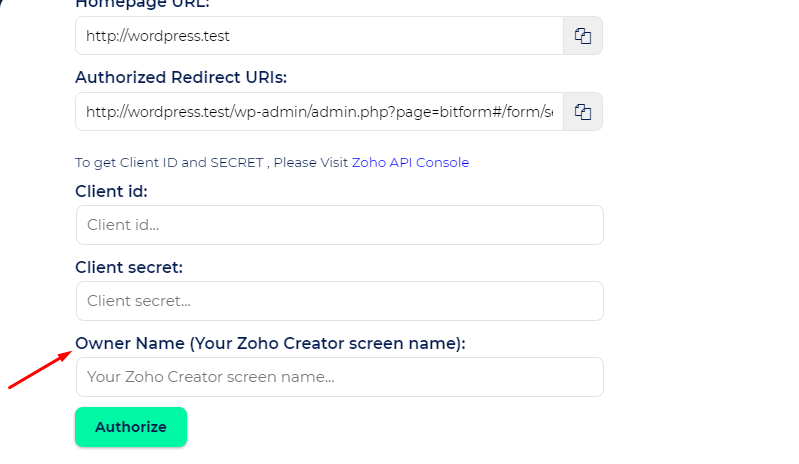 Homepage URL:
http://wordpress.test
Authorized Redirect URIs:
http://wordpress.test/wp-admin/admin.php?page=bitform#/form/se
To get Client ID and SECRET , Please Visit Zoho API Console
Client id:
Client id...
Client secret:
Client secret...
Owner Name (Your Zoho Creator screen name):
Your Zoho Creator screen name...
Authorize